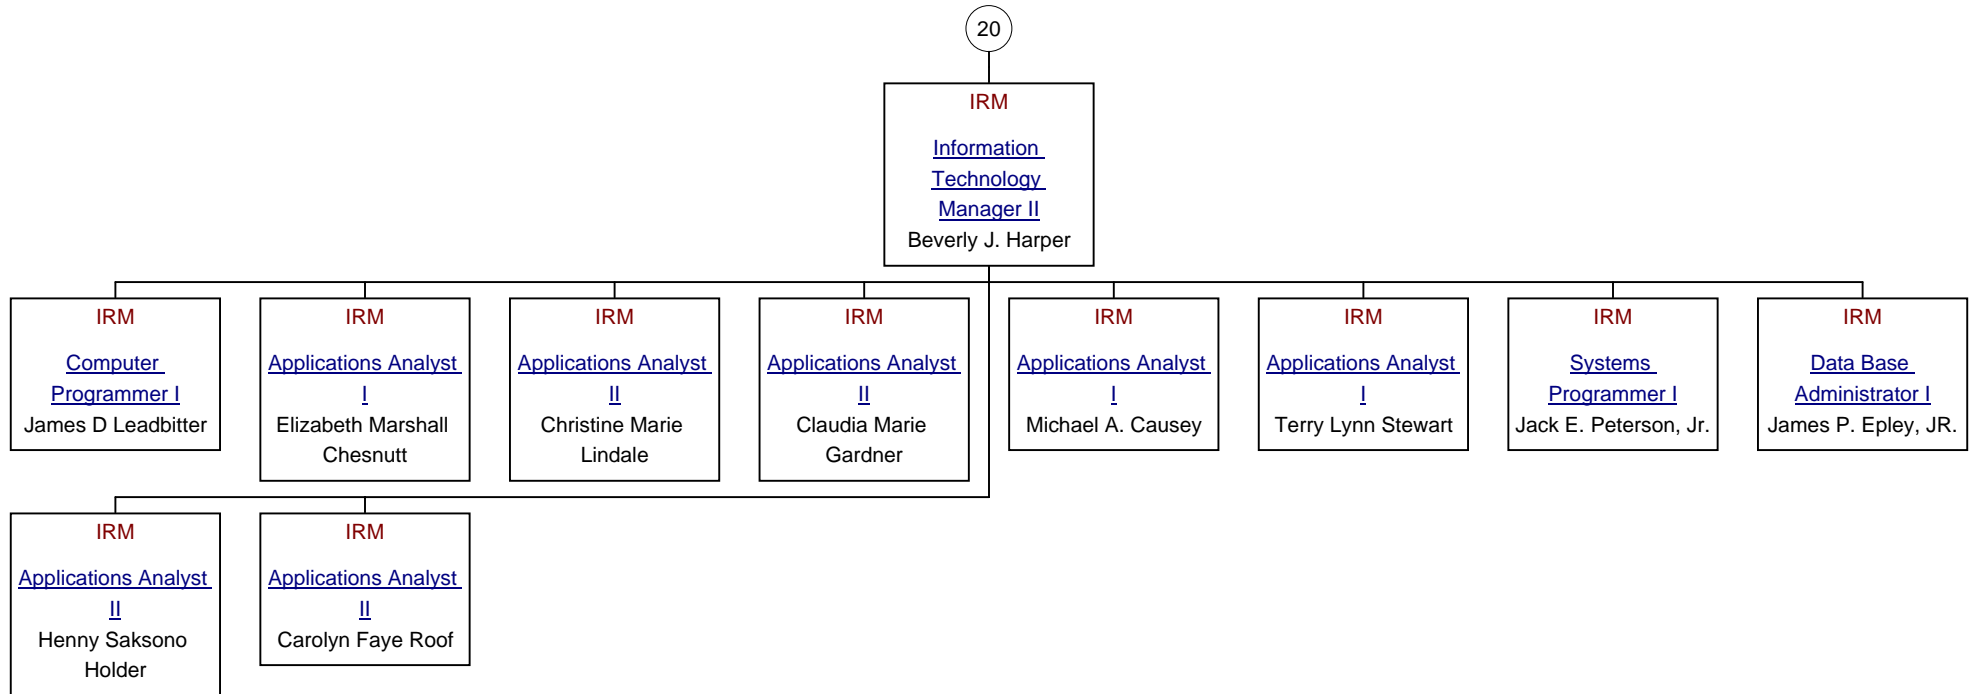 20
IRM
Information
Technology
Manager II
Beverly J. Harper
IRM
Computer
Programmer I
James D Leadbitter
IRM
Applications Analyst
I
Elizabeth Marshall
Chesnutt
IRM
Applications Analyst
II
Christine Marie
Lindale
IRM
Applications Analyst
II
Claudia Marie
Gardner
IRM
Applications Analyst
I
Michael A. Causey
IRM
Applications Analyst
I
Terry Lynn Stewart
IRM
Systems
Programmer I
Jack E. Peterson, Jr.
IRM
Data Base
Administrator I
James P. Epley, JR.
IRM
Applications Analyst
II
Henny Saksono
Holder
IRM
Applications Analyst
II
Carolyn Faye Roof